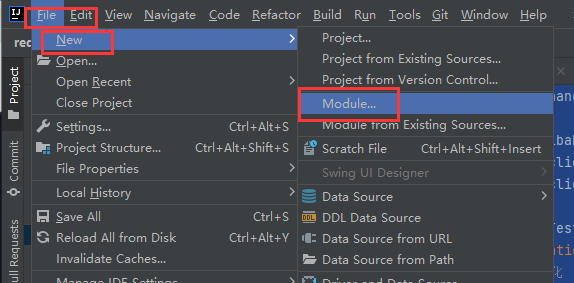 IJ File Edit View Navigate Code Refactor Build Run Tools Git Window Help
rec
New
Open...
Open Recent
Close Project
Settings... Ctrl+Alt+S
Project Structure... Ctrl+Alt+Shift+S
File Properties
Local History
Save All Ctrl+S
Reload All from Disk Ctrl+Alt+Y
Invalidate Caches...
Manage IDE Settings
Project...
Project from Existing Sources...
Project from Version Control...
Module...
Module from Existing Sources...
Scratch File Ctrl+Alt+Shift+Insert
Swing UI Designer
Data Source
DDL DDL Data Source
Data Source from URL
Data Source from Path
Driver and Data Source
Project
Commit
ull Requests